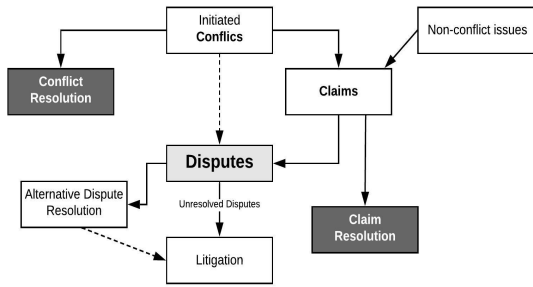 Initiated
Conflics
Non-conflict issues
Conflict
Resolution
Claims
Disputes
Alternative Dispute
Resolution
Unresolved Disputes
Claim
Resolution
Litigation